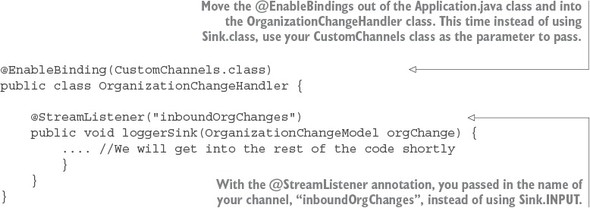 Move the @EnableBindings out of the Application.java class and into
the OrganizationChangeHandler class. This time instead of using
Sink.class, use your CustomChannels class as the parameter to pass.
@EnableBinding(CustomChannels.class)
public class OrganizationChangeHandler {
@StreamListener("inboundOrgChanges")
public void loggerSink(OrganizationChangeModel orgChange) {
.... //We will get into the rest of the code shortly
}
}
}
With the @StreamListener annotation, you passed in the name of
your channel, “inboundOrgChanges”, instead of using Sink.INPUT.